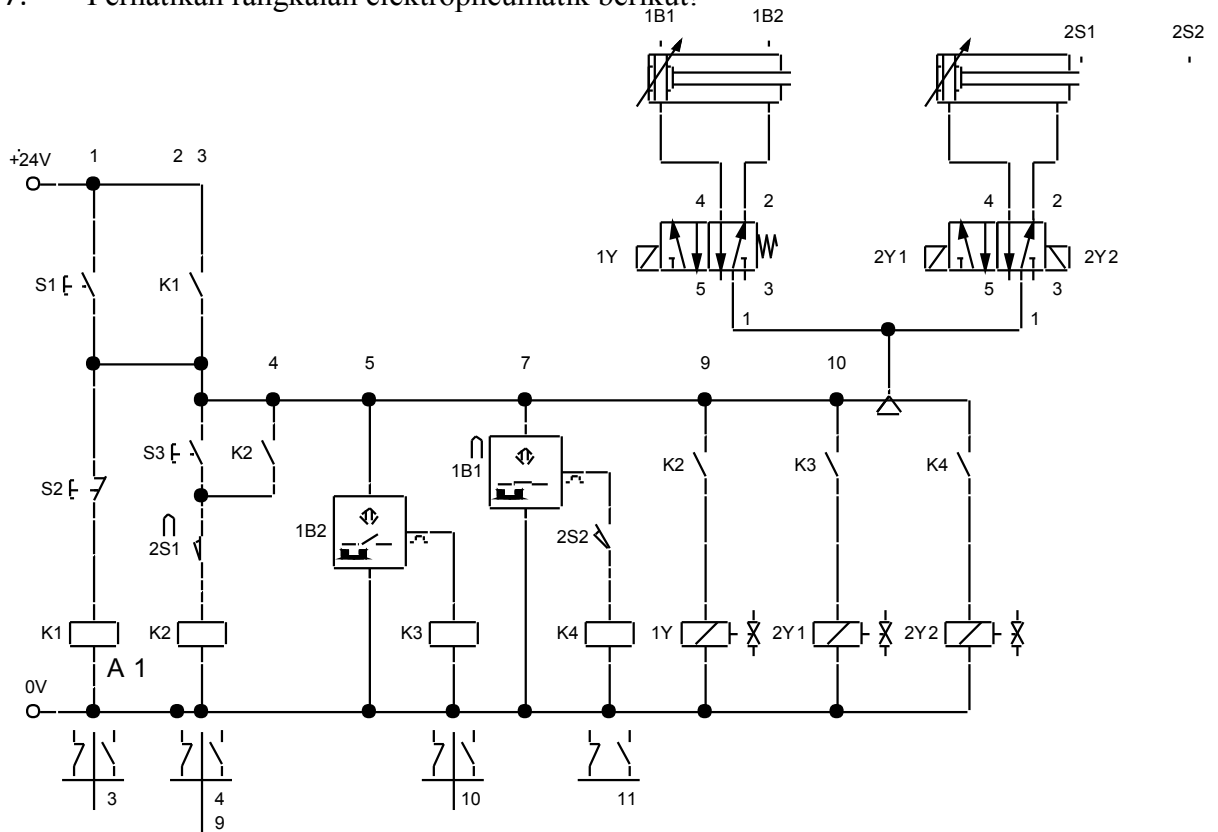 7. Perhatikan rangkaian elektropneumatik berikut!
1B1 1B2
2S1 2S2
4 2
4 2
1Y
2Y1 2Y2
5 3
5 3
1
1
+24V 1 2 3
S1 K1
4 5 7 9 10
S3 K2
S2
2S1
1B2
1B1
2S2
K2 K3 K4
K1 K2 K3 K4 1Y 2Y1 2Y2
A 1
0V
3 4 10 11
9